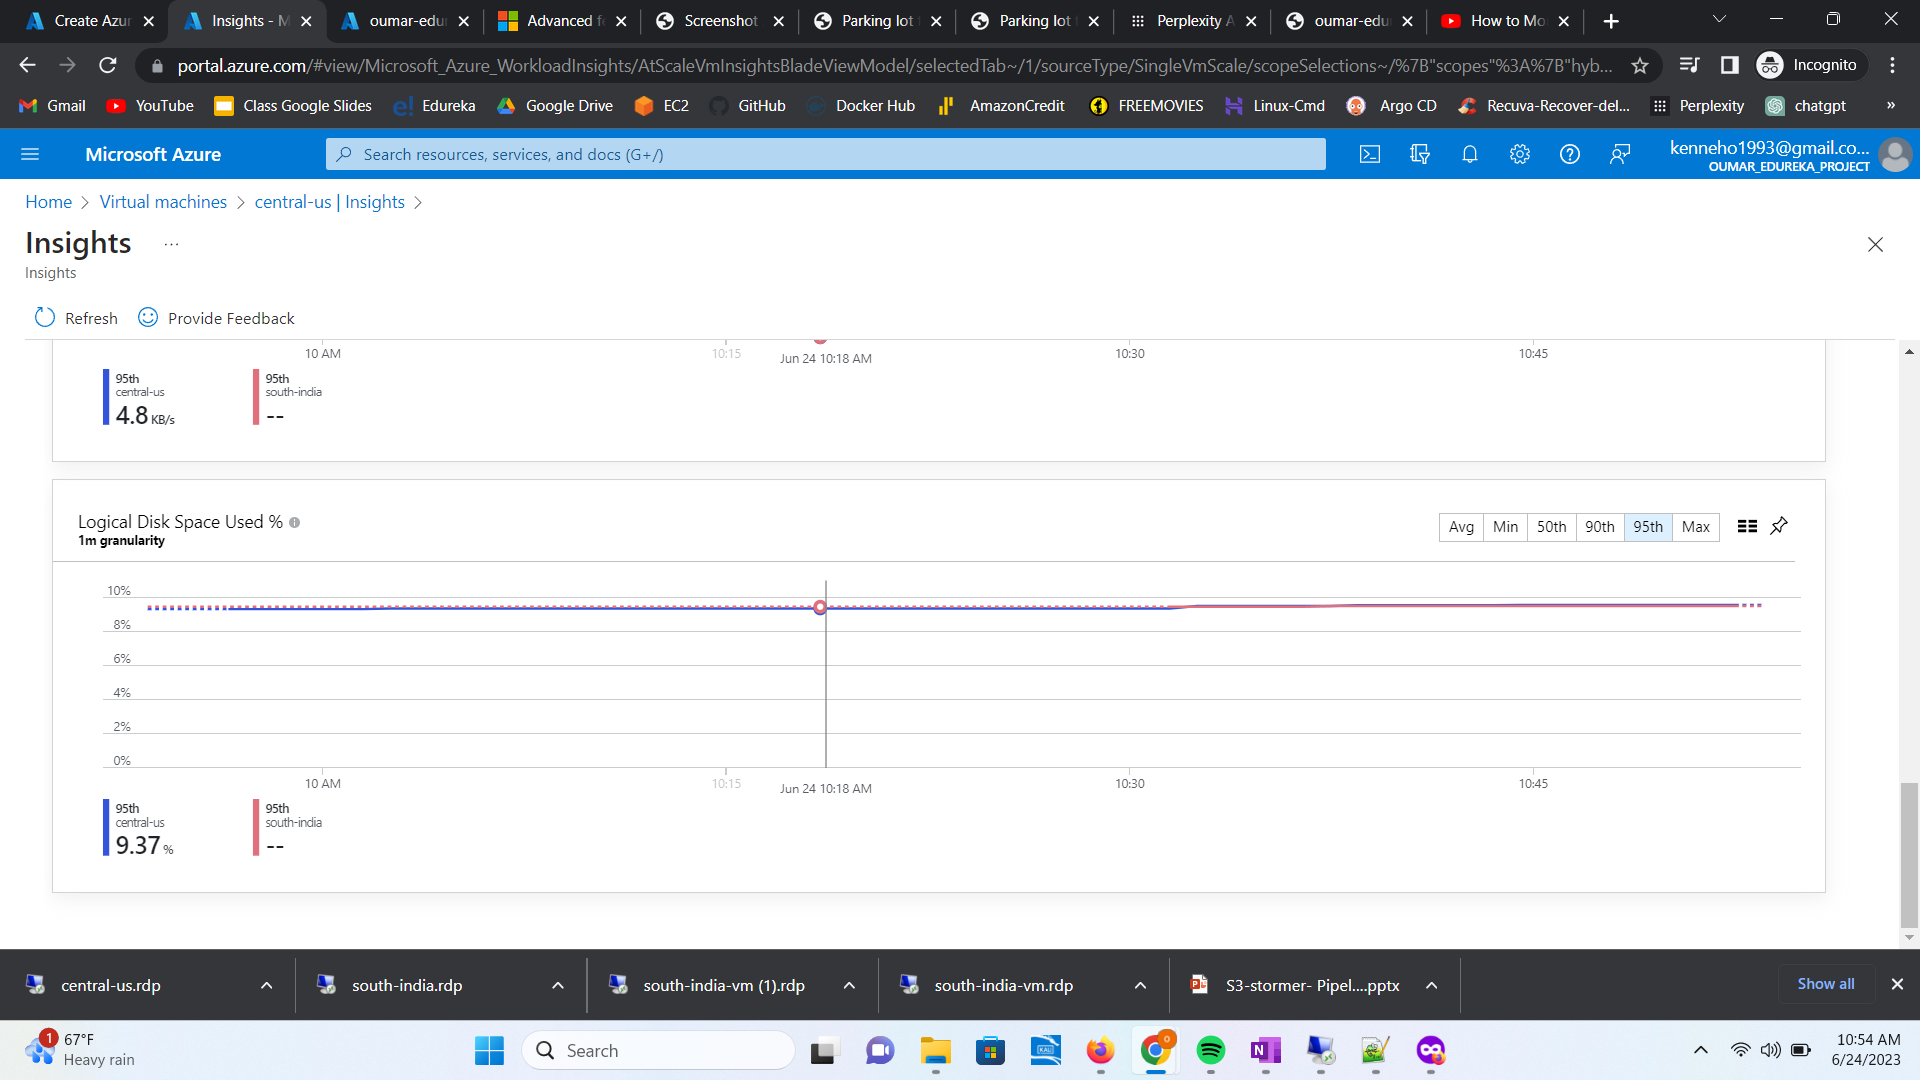 Create Azur
Insights - M
oumar-edur
Advanced fe
Screenshot
Parking lot
Parking lot
Perplexity A
oumar-edu
How to Mo
portal.azure.com/#view/Microsoft_Azure_WorkloadInsights/AtScaleVmInsightsBladeViewModel/selectedTab~/1/sourceType/SingleVmScale/scopeSelections~/%7B"scopes"%3A%7B"hyb...
Incognito
Gmail
YouTube
Class Google Slides
Edureka
Google Drive
EC2
GitHub
Docker Hub
AmazonCredit
FREEMOVIES
Linux-Cmd
Argo CD
Recuva-Recover-del...
Perplexity
chatgpt
»
Microsoft Azure
Search resources, services, and docs (G+/)
kenneho1993@gmail.co...
OUMAR_EDUREKA_PROJECT
Home > Virtual machines > central-us | Insights >
Insights ...
Insights
Refresh
Provide Feedback
10 AM
10:15
Jun 24 10:18 AM
10:30
10:45
95th
central-us
4.8 KB/s
95th
south-india
--
Logical Disk Space Used %
1m granularity
Avg
Min
50th
90th
95th
Max
10%
8%
6%
4%
2%
0%
10 AM
10:15
Jun 24 10:18 AM
10:30
10:45
95th
central-us
9.37 %
95th
south-india
--
central-us.rdp
south-india.rdp
south-india-vm (1).rdp
south-india-vm.rdp
S3-stormer- Pipel....pptx
Show all
1
67°F
Heavy rain
Search
10:54 AM
6/24/2023